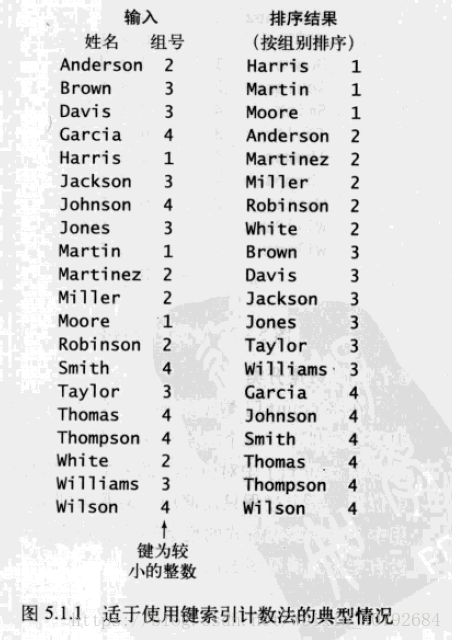 输入 排序结果
姓名 组号 (按组别排序)
Anderson 2 Harris 1
Brown 3 Martin 1
Davis 3 Moore 1
Garcia 4 Anderson 2
Harris 1 Martinez 2
Jackson 3 Miller 2
Johnson 4 Robinson 2
Jones 3 White 2
Martin 1 Brown 3
Martinez 2 Davis 3
Miller 2 Jackson 3
Moore 1 Jones 3
Robinson 2 Taylor 3
Smith 4 Williams 3
Taylor 3 Garcia 4
Thomas 4 Johnson 4
Thompson 4 Smith 4
White 2 Thomas 4
Williams 3 Thompson 4
Wilson 4 Wilson 4
键为较
小的整数
图 5.1.1 适于使用键索引计数法的典型情况